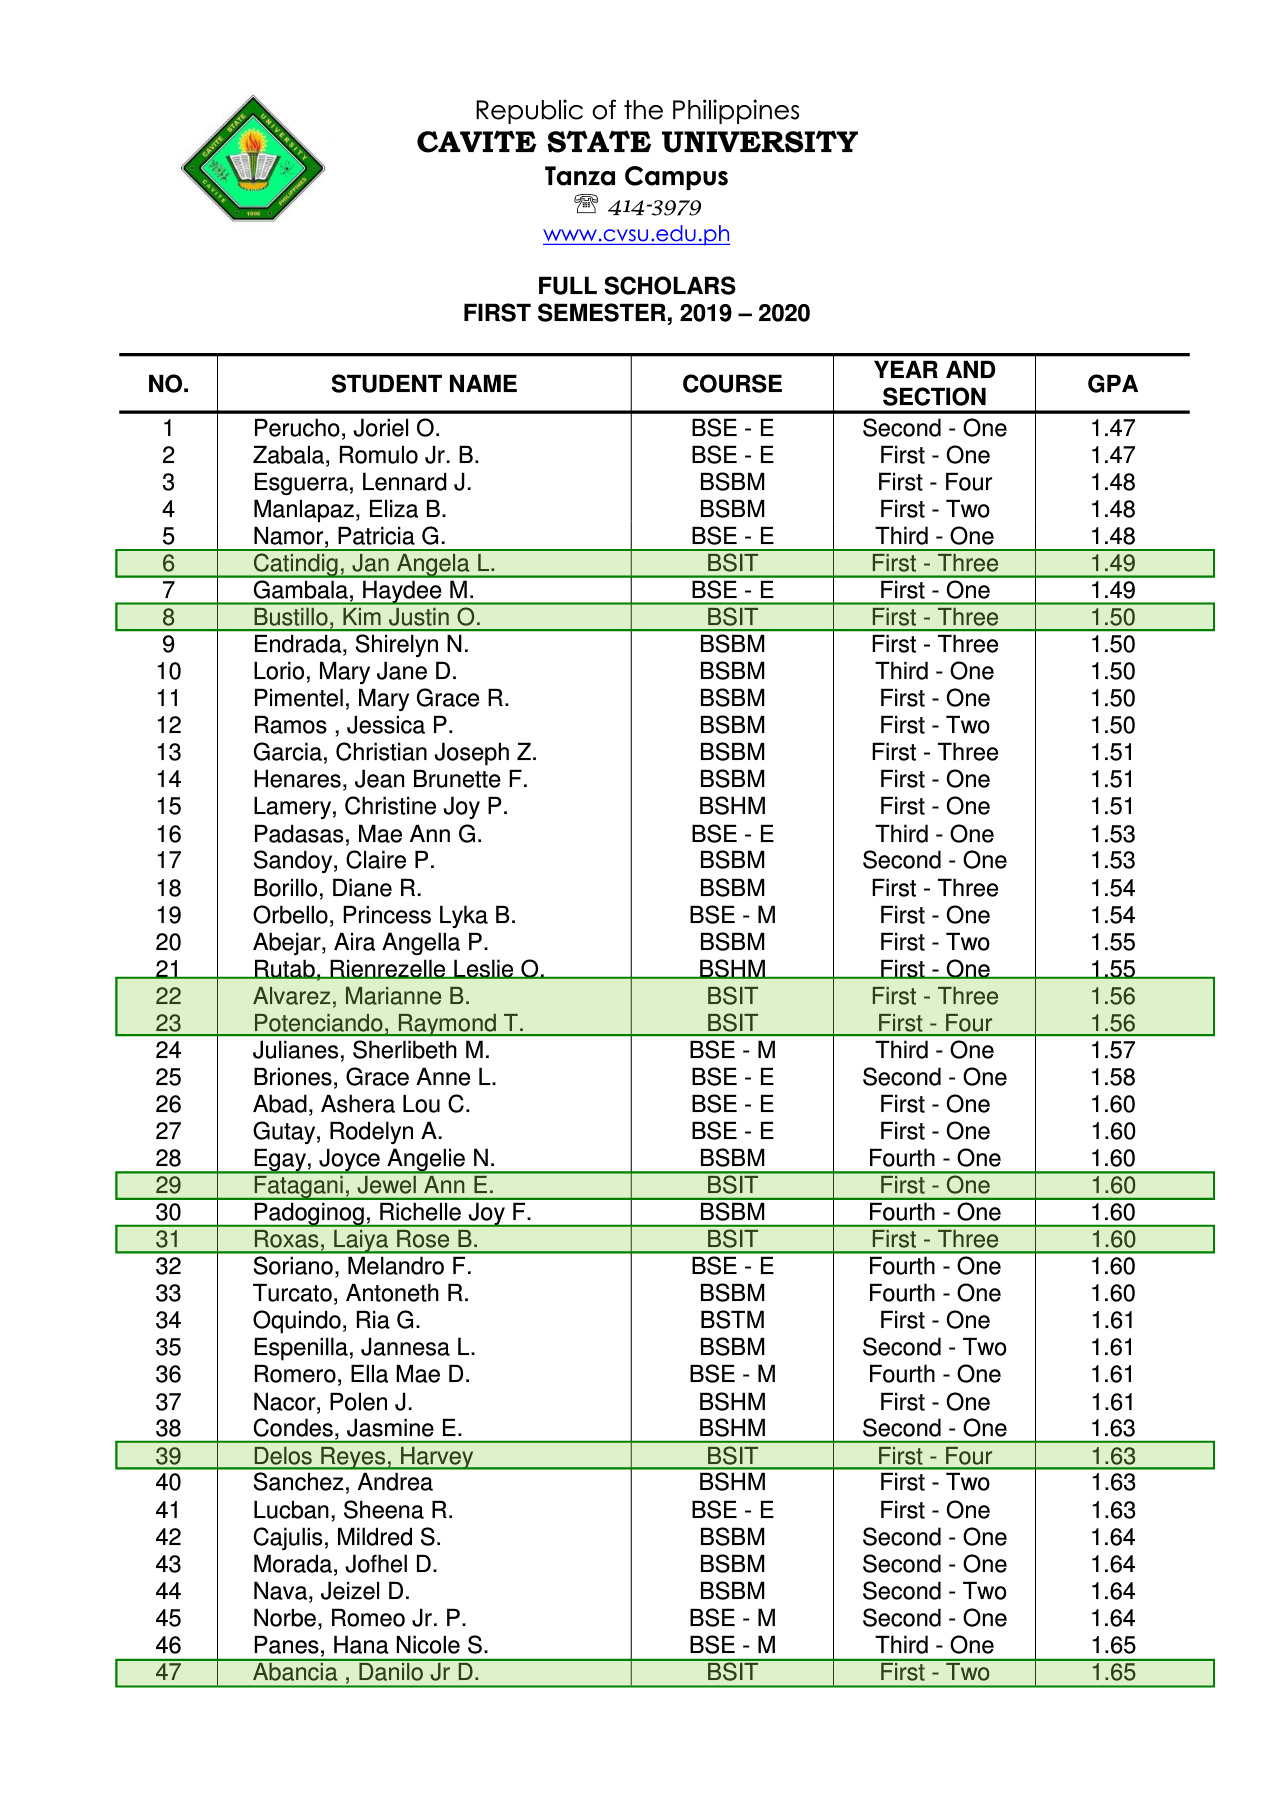 Republic of the Philippines
CAVITE STATE UNIVERSITY
Tanza Campus
☏ 414-3979
www.cvsu.edu.ph
CAVITE STATE UNIVERSITY
CAVITE PHILIPPINES
1906
FULL SCHOLARS
FIRST SEMESTER, 2019 – 2020
NO. STUDENT NAME COURSE YEAR AND SECTION GPA
1 Perucho, Joriel O. BSE - E Second - One 1.47
2 Zabala, Romulo Jr. B. BSE - E First - One 1.47
3 Esguerra, Lennard J. BSBM First - Four 1.48
4 Manlapaz, Eliza B. BSBM First - Two 1.48
5 Namor, Patricia G. BSE - E Third - One 1.48
6 Catindig, Jan Angela L. BSIT First - Three 1.49
7 Gambala, Haydee M. BSE - E First - One 1.49
8 Bustillo, Kim Justin O. BSIT First - Three 1.50
9 Endrada, Shirelyn N. BSBM First - Three 1.50
10 Lorio, Mary Jane D. BSBM Third - One 1.50
11 Pimentel, Mary Grace R. BSBM First - One 1.50
12 Ramos , Jessica P. BSBM First - Two 1.50
13 Garcia, Christian Joseph Z. BSBM First - Three 1.51
14 Henares, Jean Brunette F. BSBM First - One 1.51
15 Lamery, Christine Joy P. BSHM First - One 1.51
16 Padasas, Mae Ann G. BSE - E Third - One 1.53
17 Sandoy, Claire P. BSBM Second - One 1.53
18 Borillo, Diane R. BSBM First - Three 1.54
19 Orbello, Princess Lyka B. BSE - M First - One 1.54
20 Abejar, Aira Angella P. BSBM First - Two 1.55
21 Rutab, Rienrezelle Leslie O. BSHM First - One 1.55
22 Alvarez, Marianne B. BSIT First - Three 1.56
23 Potenciando, Raymond T. BSIT First - Four 1.56
24 Julianes, Sherlibeth M. BSE - M Third - One 1.57
25 Briones, Grace Anne L. BSE - E Second - One 1.58
26 Abad, Ashera Lou C. BSE - E First - One 1.60
27 Gutay, Rodelyn A. BSE - E First - One 1.60
28 Egay, Joyce Angelie N. BSBM Fourth - One 1.60
29 Fatagani, Jewel Ann E. BSIT First - One 1.60
30 Padoginog, Richelle Joy F. BSBM Fourth - One 1.60
31 Roxas, Laiya Rose B. BSIT First - Three 1.60
32 Soriano, Melandro F. BSE - E Fourth - One 1.60
33 Turcato, Antoneth R. BSBM Fourth - One 1.60
34 Oquindo, Ria G. BSTM First - One 1.61
35 Espenilla, Jannesa L. BSBM Second - Two 1.61
36 Romero, Ella Mae D. BSE - M Fourth - One 1.61
37 Nacor, Polen J. BSHM First - One 1.61
38 Condes, Jasmine E. BSHM Second - One 1.63
39 Delos Reyes, Harvey BSIT First - Four 1.63
40 Sanchez, Andrea BSHM First - Two 1.63
41 Lucban, Sheena R. BSE - E First - One 1.63
42 Cajulis, Mildred S. BSBM Second - One 1.64
43 Morada, Jofhel D. BSBM Second - One 1.64
44 Nava, Jeizel D. BSBM Second - Two 1.64
45 Norbe, Romeo Jr. P. BSE - M Second - One 1.64
46 Panes, Hana Nicole S. BSE - M Third - One 1.65
47 Abancia , Danilo Jr D. BSIT First - Two 1.65